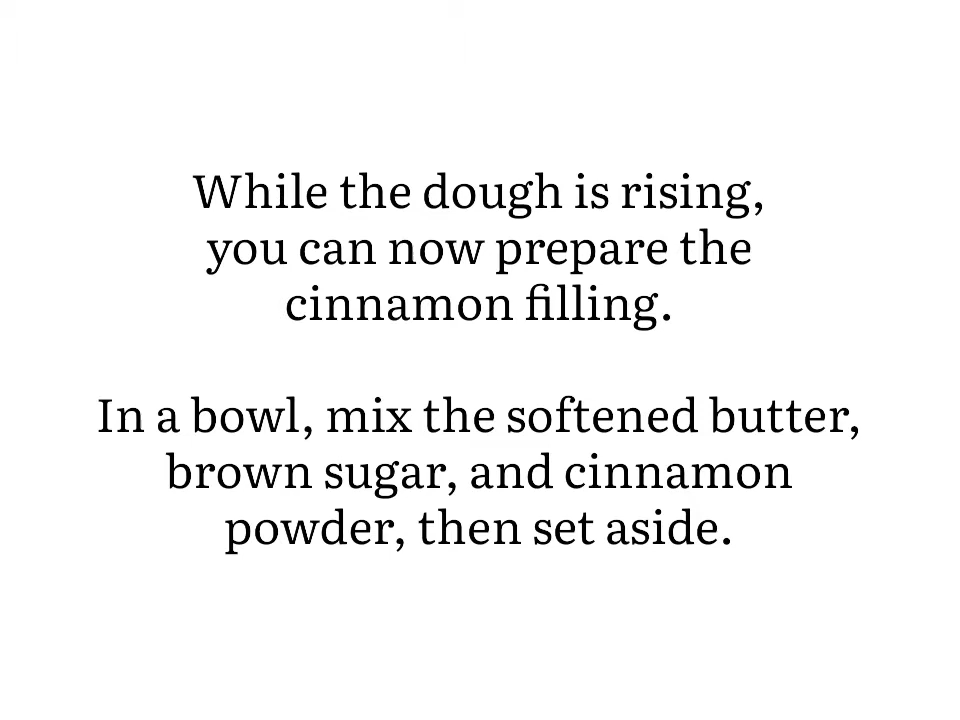 While the dough is rising,
you can now prepare the
cinnamon filling.
In a bowl, mix the softened butter,
brown sugar, and cinnamon
powder, then set aside.